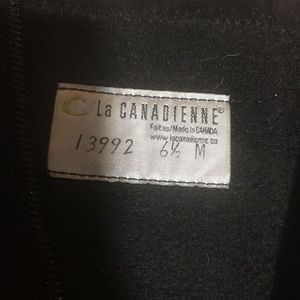 C La CANADIENNE®
Fait au/Made in CANADA
www.lacanadienne.ca
13992 6½ M